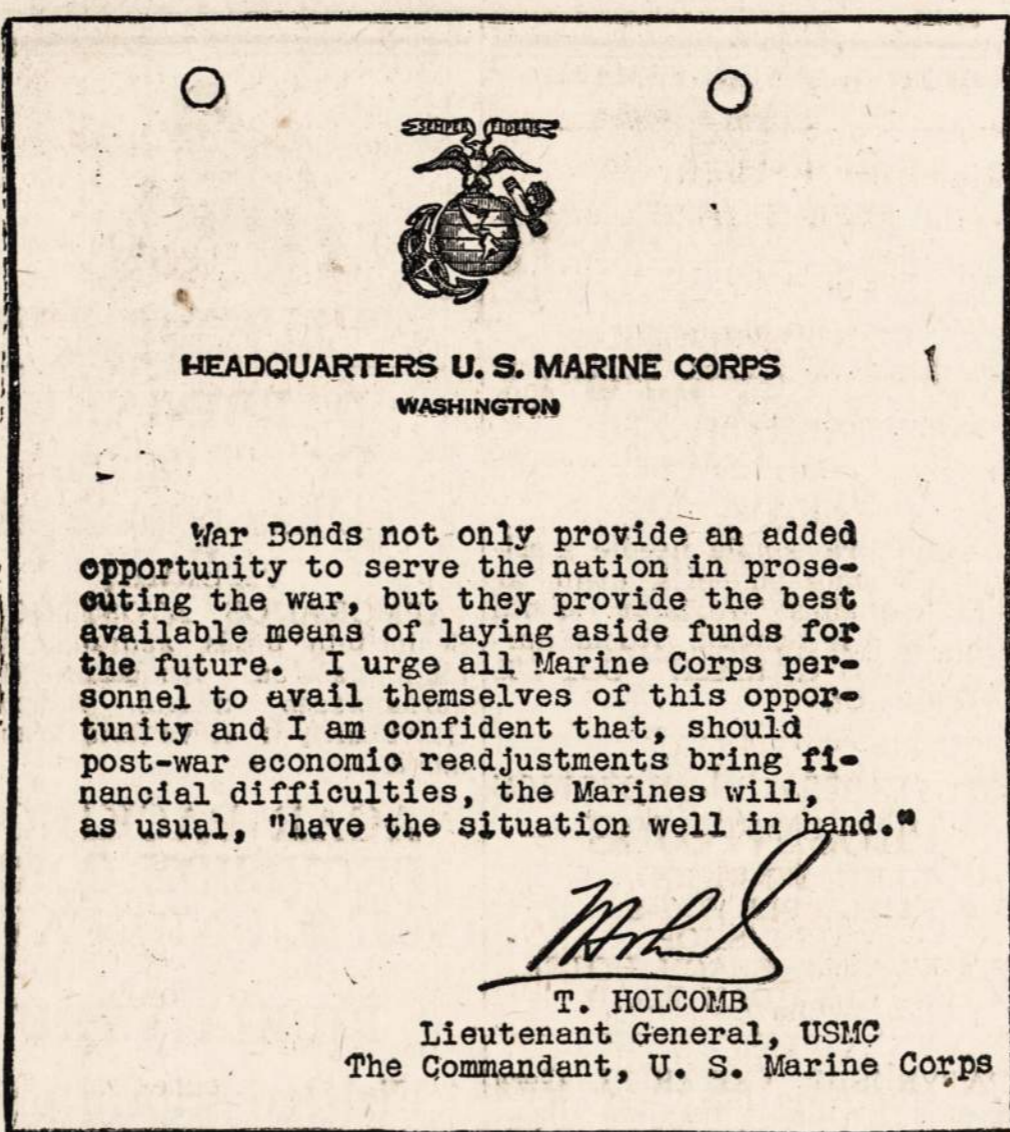 SEMPER FIDELIS
HEADQUARTERS U. S. MARINE CORPS
WASHINGTON
War Bonds not only provide an added
opportunity to serve the nation in prose-
cuting the war, but they provide the best
available means of laying aside funds for
the future. I urge all Marine Corps per-
sonnel to avail themselves of this oppor-
tunity and I am confident that, should
post-war economic readjustments bring fi-
nancial difficulties, the Marines will,
as usual, "have the situation well in hand."
T. HOLCOMB
Lieutenant General, USMC
The Commandant, U. S. Marine Corps